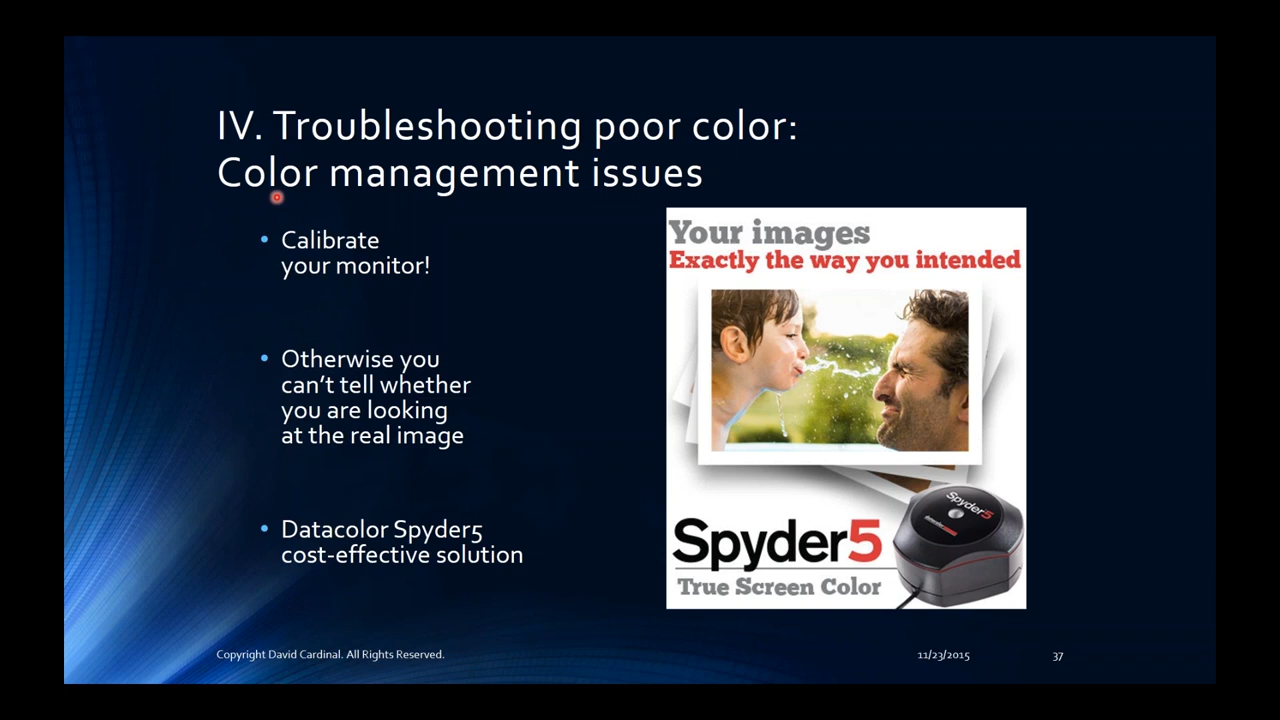 IV. Troubleshooting poor color:
Color management issues
• Calibrate
your monitor!
• Otherwise you
can’t tell whether
you are looking
at the real image
• Datacolor Spyder5
cost-effective solution
Your images
Exactly the way you intended
Spyder5
Spyder5
True Screen Color
Copyright David Cardinal. All Rights Reserved.
11/23/2015
37